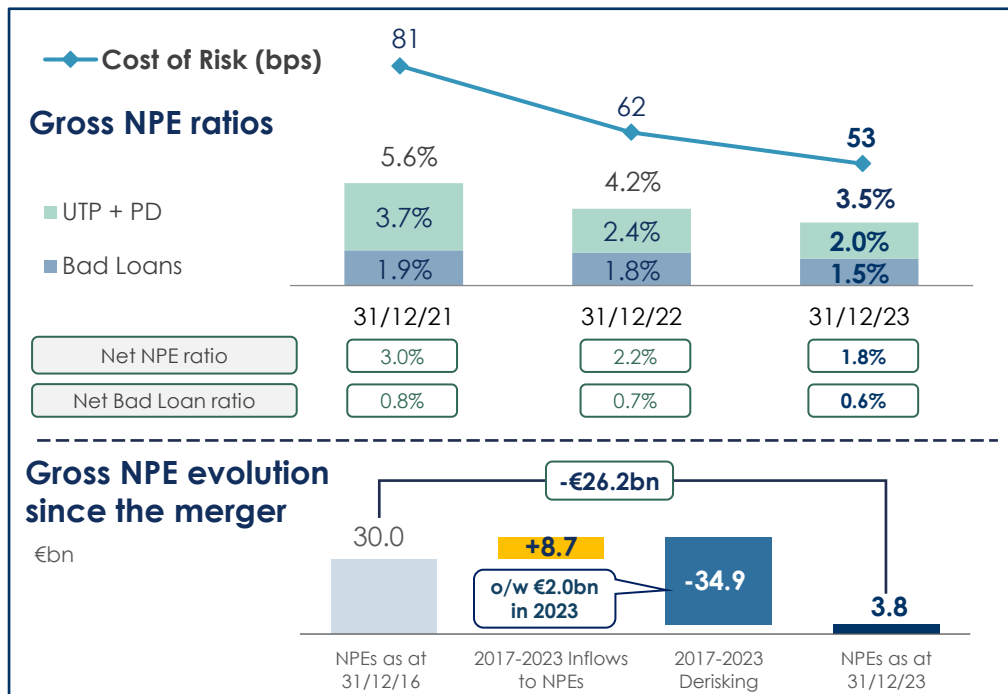 81
Cost of Risk (bps)
62
Gross NPE ratios
53
5.6%
4.2%
3.5%
UTP + PD
3.7%
2.4%
2.0%
Bad Loans
1.9%
1.8%
1.5%
31/12/21
31/12/22
31/12/23
Net NPE ratio
3.0%
2.2%
1.8%
Net Bad Loan ratio
0.8%
0.7%
0.6%
Gross NPE evolution
since the merger
€bn
-€26.2bn
30.0
+8.7
o/w €2.0bn
in 2023
-34.9
3.8
NPEs as at
31/12/16
2017-2023 Inflows
to NPEs
2017-2023
Derisking
NPEs as at
31/12/23